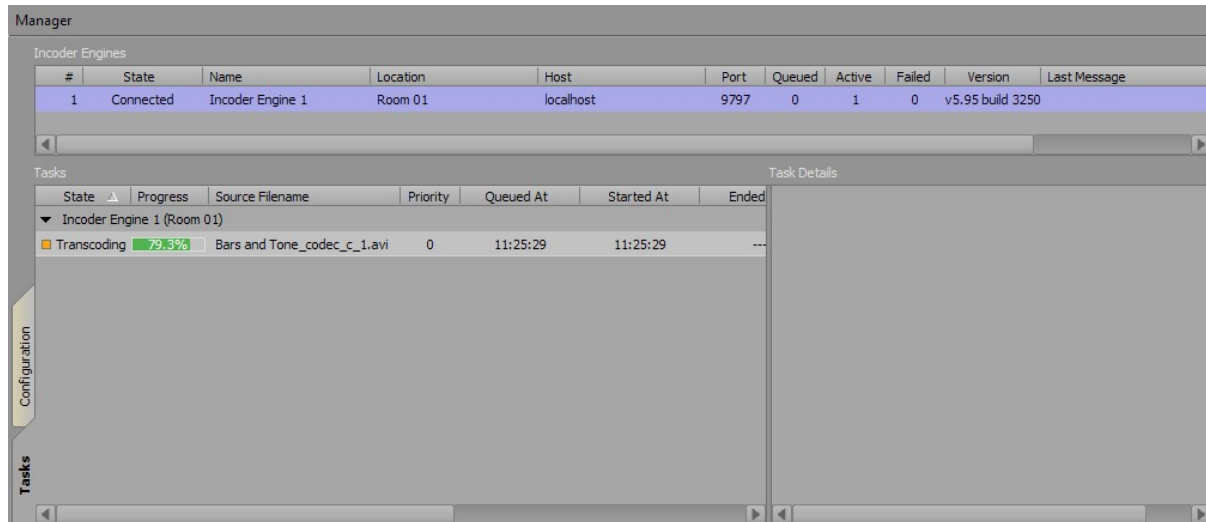 Manager
Incoder Engines
# State Name Location Host Port Queued Active Failed Version Last Message
1 Connected Incoder Engine 1 Room 01 localhost 9797 0 1 0 v5.95 build 3250
Tasks
State Progress Source Filename Priority Queued At Started At Ended
Incoder Engine 1 (Room 01)
Transcoding 79.3% Bars and Tone_codec_c_1.avi 0 11:25:29 11:25:29 ---
Task Details
Configuration
Tasks